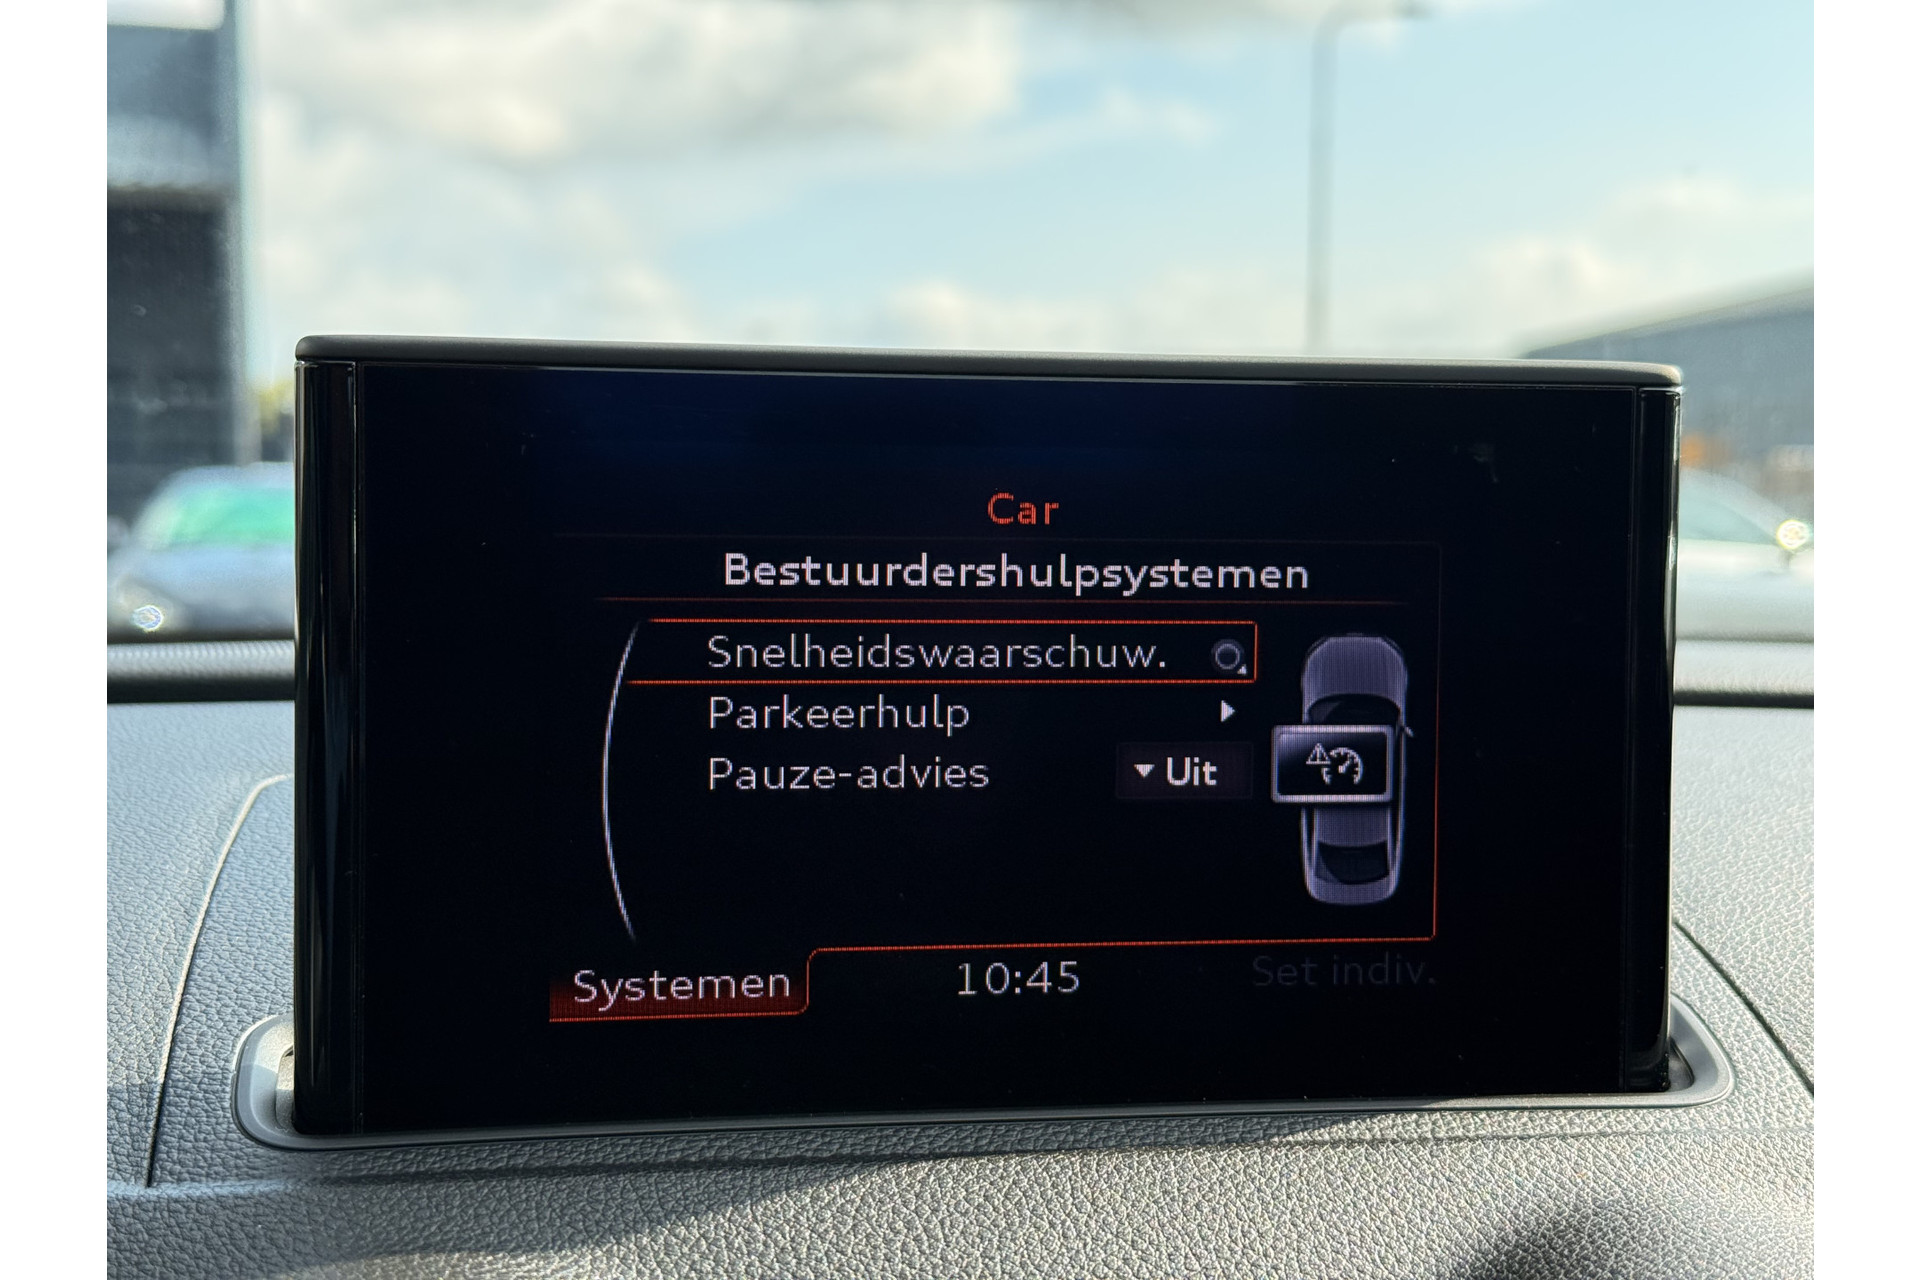 Car
Bestuurdershulpsystemen
Snelheidswaarschuw.
Parkeerhulp
Pauze-advies Uit
Systemen 10:45 Set indiv.